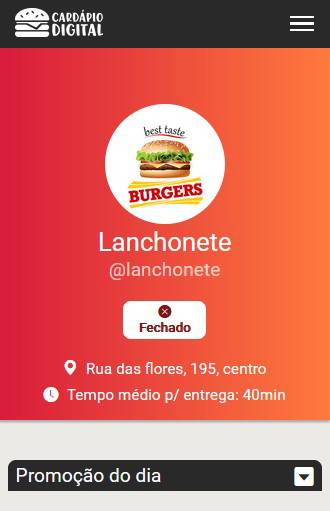 CARDÁPIO
DIGITAL
best taste
BURGERS
Lanchonete
@lanchonete
Fechado
Rua das flores, 195, centro
Tempo médio p/ entrega: 40min
Promoção do dia